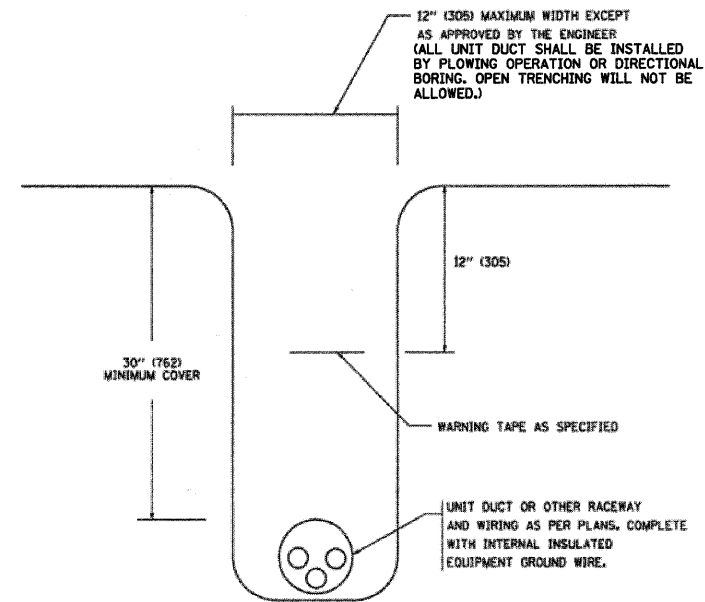 12" (305) MAXIMUM WIDTH EXCEPT
AS APPROVED BY THE ENGINEER
(ALL UNIT DUCT SHALL BE INSTALLED
BY PLOWING OPERATION OR DIRECTIONAL
BORING. OPEN TRENCHING WILL NOT BE
ALLOWED.)
12" (305)
30" (762)
MINIMUM COVER
WARNING TAPE AS SPECIFIED
UNIT DUCT OR OTHER RACEWAY
AND WIRING AS PER PLANS. COMPLETE
WITH INTERNAL INSULATED
EQUIPMENT GROUND WIRE.